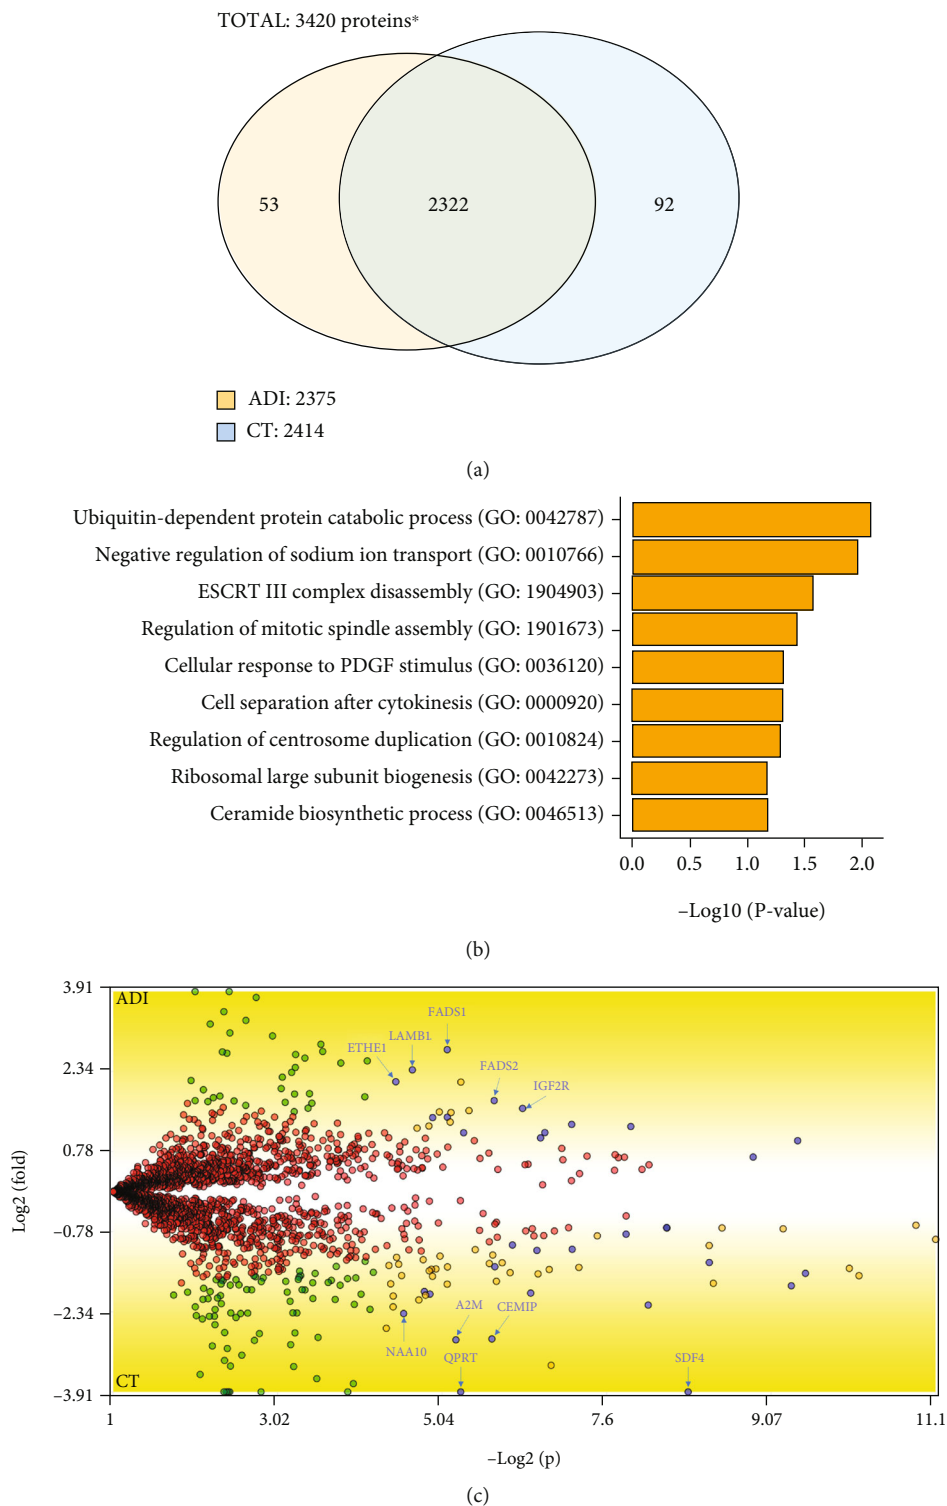 TOTAL: 3420 proteins*
53
2322
92
ADI: 2375
CT: 2414
(a)
Ubiquitin-dependent protein catabolic process (GO: 0042787)
Negative regulation of sodium ion transport (GO: 0010766)
ESCRT III complex disassembly (GO: 1904903)
Regulation of mitotic spindle assembly (GO: 1901673)
Cellular response to PDGF stimulus (GO: 0036120)
Cell separation after cytokinesis (GO: 0000920)
Regulation of centrosome duplication (GO: 0010824)
Ribosomal large subunit biogenesis (GO: 0042273)
Ceramide biosynthetic process (GO: 0046513)
0.0 0.5 1.0 1.5 2.0
–Log10 (P-value)
(b)
3.91
ADI
FADS1
LAMB1
ETHE1
2.34
FADS2
IGF2R
0.78
Log2 (fold)
–0.78
–2.34
A2M
CEMIP
NAA10
QPRT
SDF4
CT
–3.91
1 3.02 5.04 7.6 9.07 11.1
–Log2 (p)
(c)